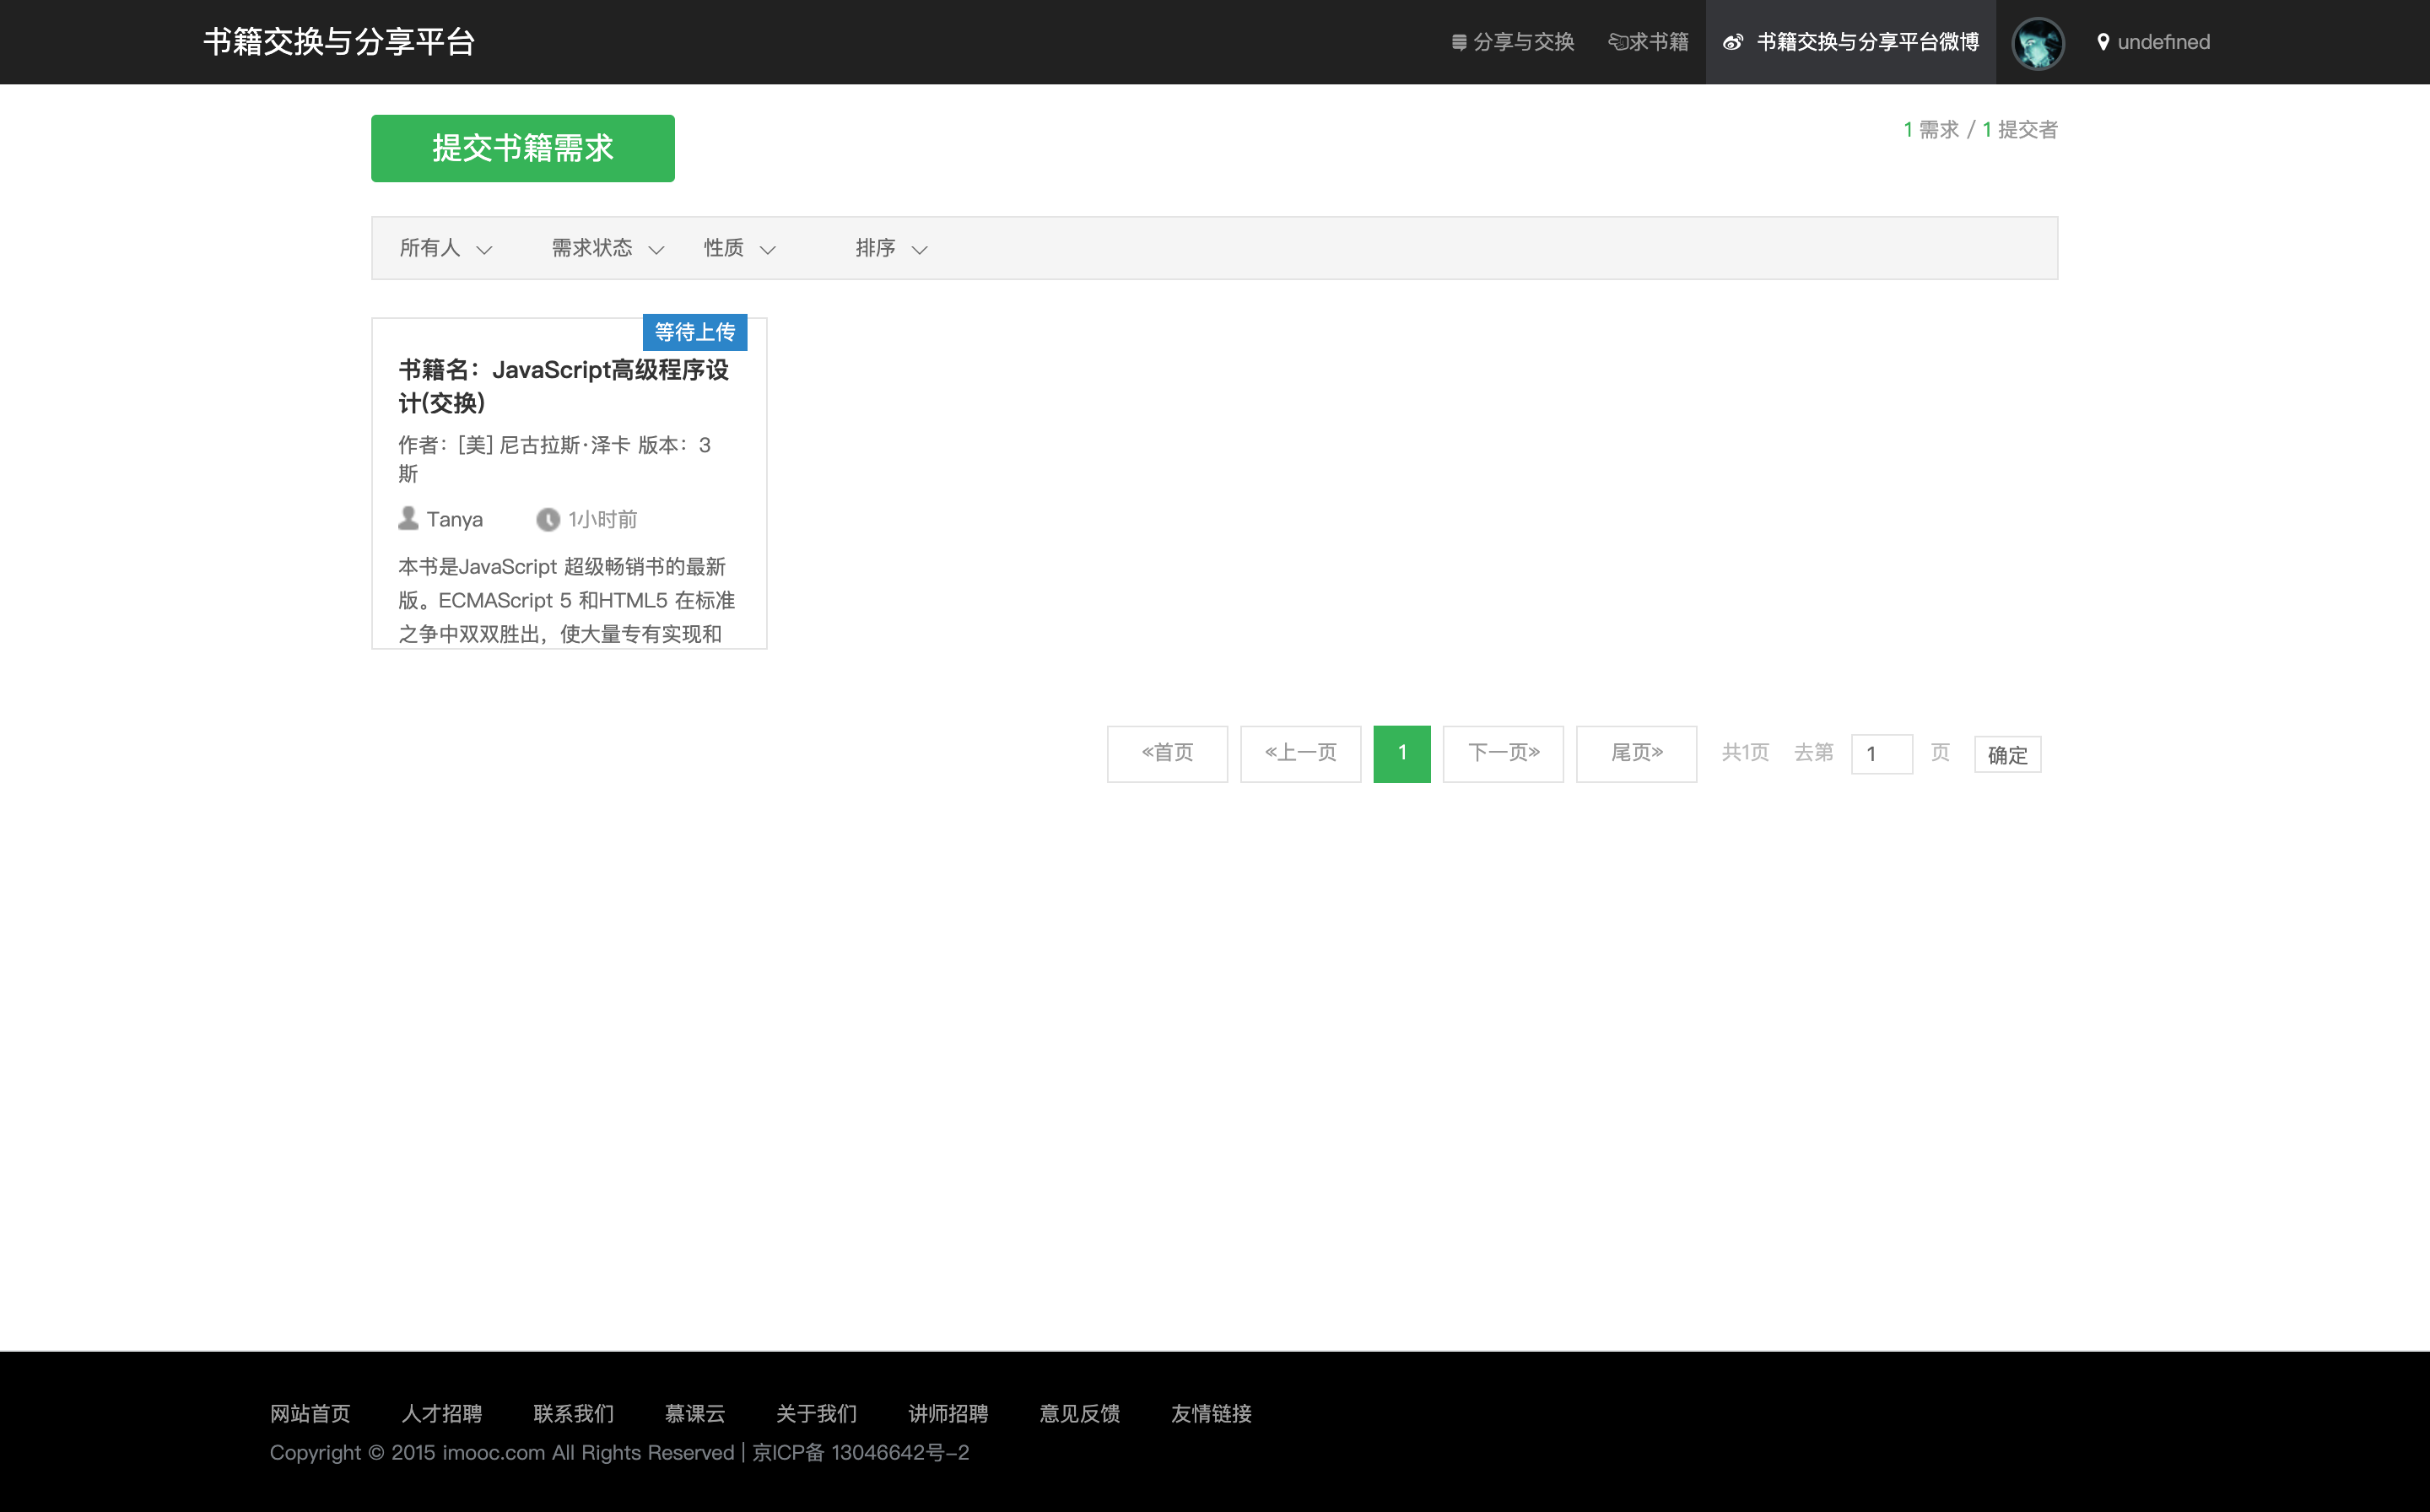 书籍交换与分享平台
分享与交换 求书籍 书籍交换与分享平台微博 undefined
提交书籍需求
1 需求 / 1 提交者
所有人 需求状态 性质 排序
等待上传
书籍名：JavaScript高级程序设
计(交换)
作者：[美] 尼古拉斯·泽卡 版本：3
斯
Tanya 1小时前
本书是JavaScript 超级畅销书的最新
版。ECMAScript 5 和HTML5 在标准
之争中双双胜出，使大量专有实现和
«首页 «上一页 1 下一页» 尾页» 共1页 去第 1 页 确定
网站首页 人才招聘 联系我们 慕课云 关于我们 讲师招聘 意见反馈 友情链接
Copyright © 2015 imooc.com All Rights Reserved | 京ICP备 13046642号-2